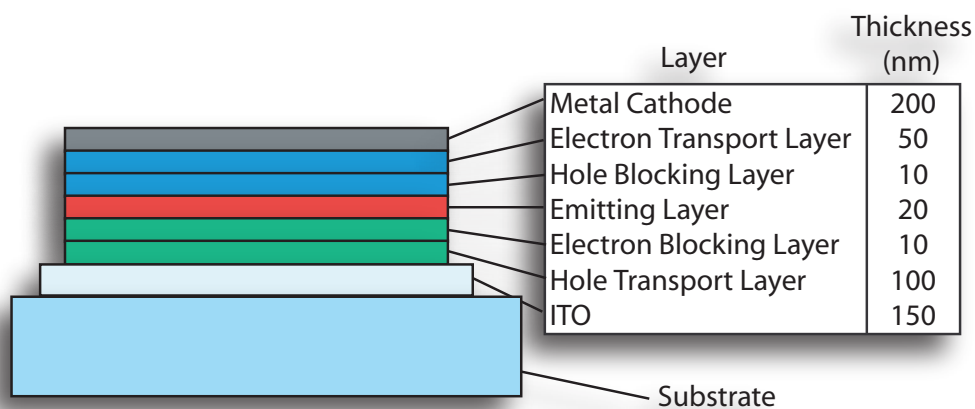 Layer Thickness
(nm)
Metal Cathode 200
Electron Transport Layer 50
Hole Blocking Layer 10
Emitting Layer 20
Electron Blocking Layer 10
Hole Transport Layer 100
ITO 150
Substrate